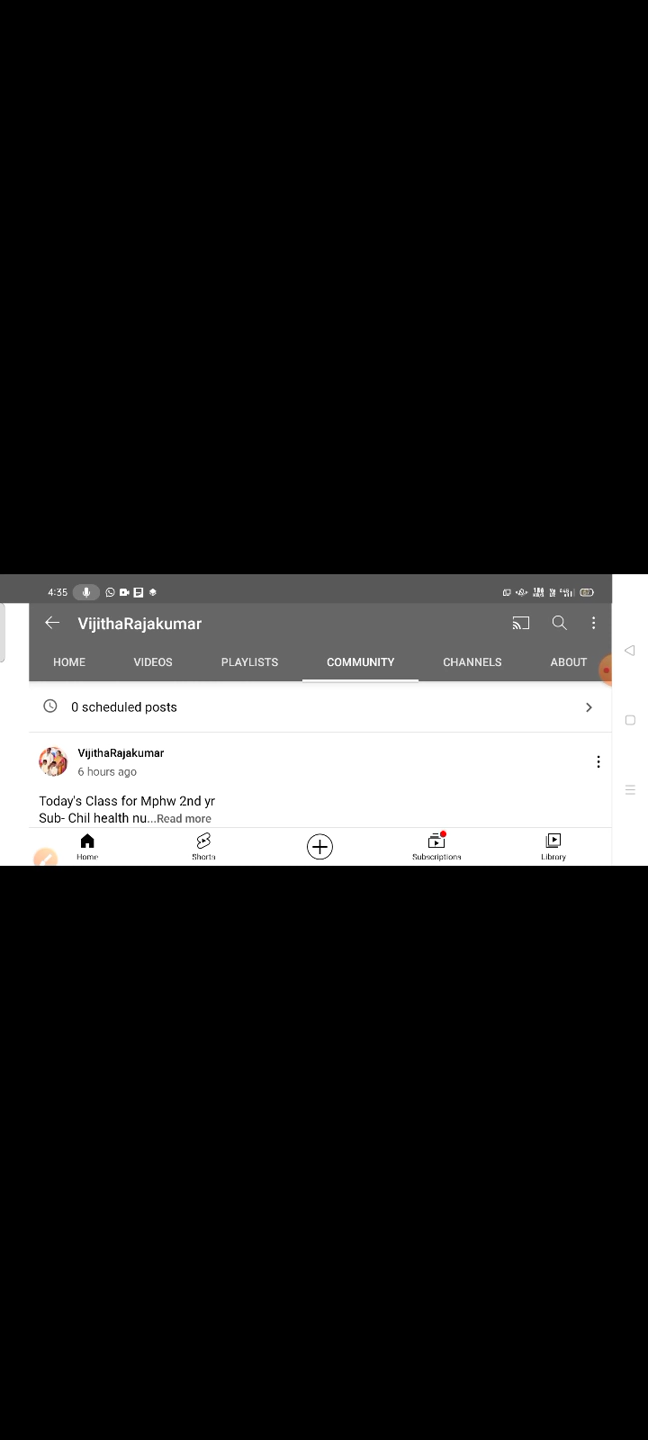 4:35
VijithaRajakumar
HOME VIDEOS PLAYLISTS COMMUNITY CHANNELS ABOUT
0 scheduled posts
VijithaRajakumar
6 hours ago
Today's Class for Mphw 2nd yr
Sub- Chil health nu...Read more
Home Shorts Subscriptions Library